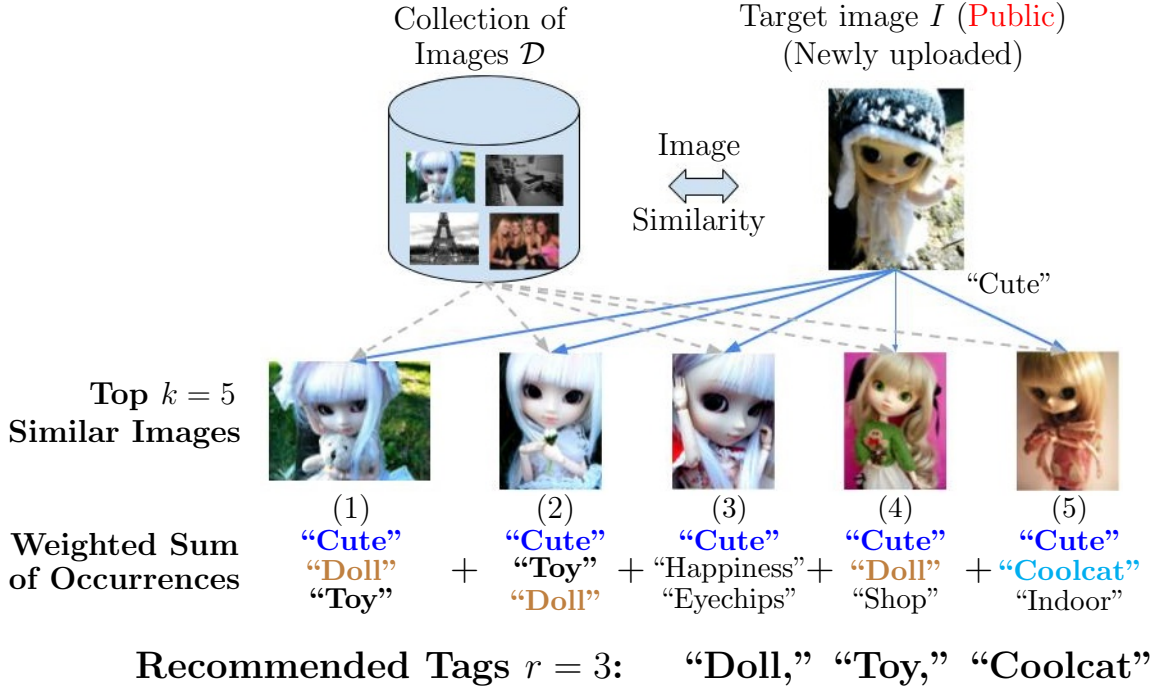 Collection of
Images 𝒟
Target image I (Public)
(Newly uploaded)
Image
Similarity
“Cute”
Top k = 5
Similar Images
(1) (2) (3) (4) (5)
Weighted Sum
of Occurrences
“Cute” “Cute” “Cute” “Cute” “Cute”
“Doll” + “Toy” + “Happiness” + “Doll” + “Coolcat”
“Toy” “Doll” “Eyechips” “Shop” “Indoor”
Recommended Tags r = 3: “Doll,” “Toy,” “Coolcat”